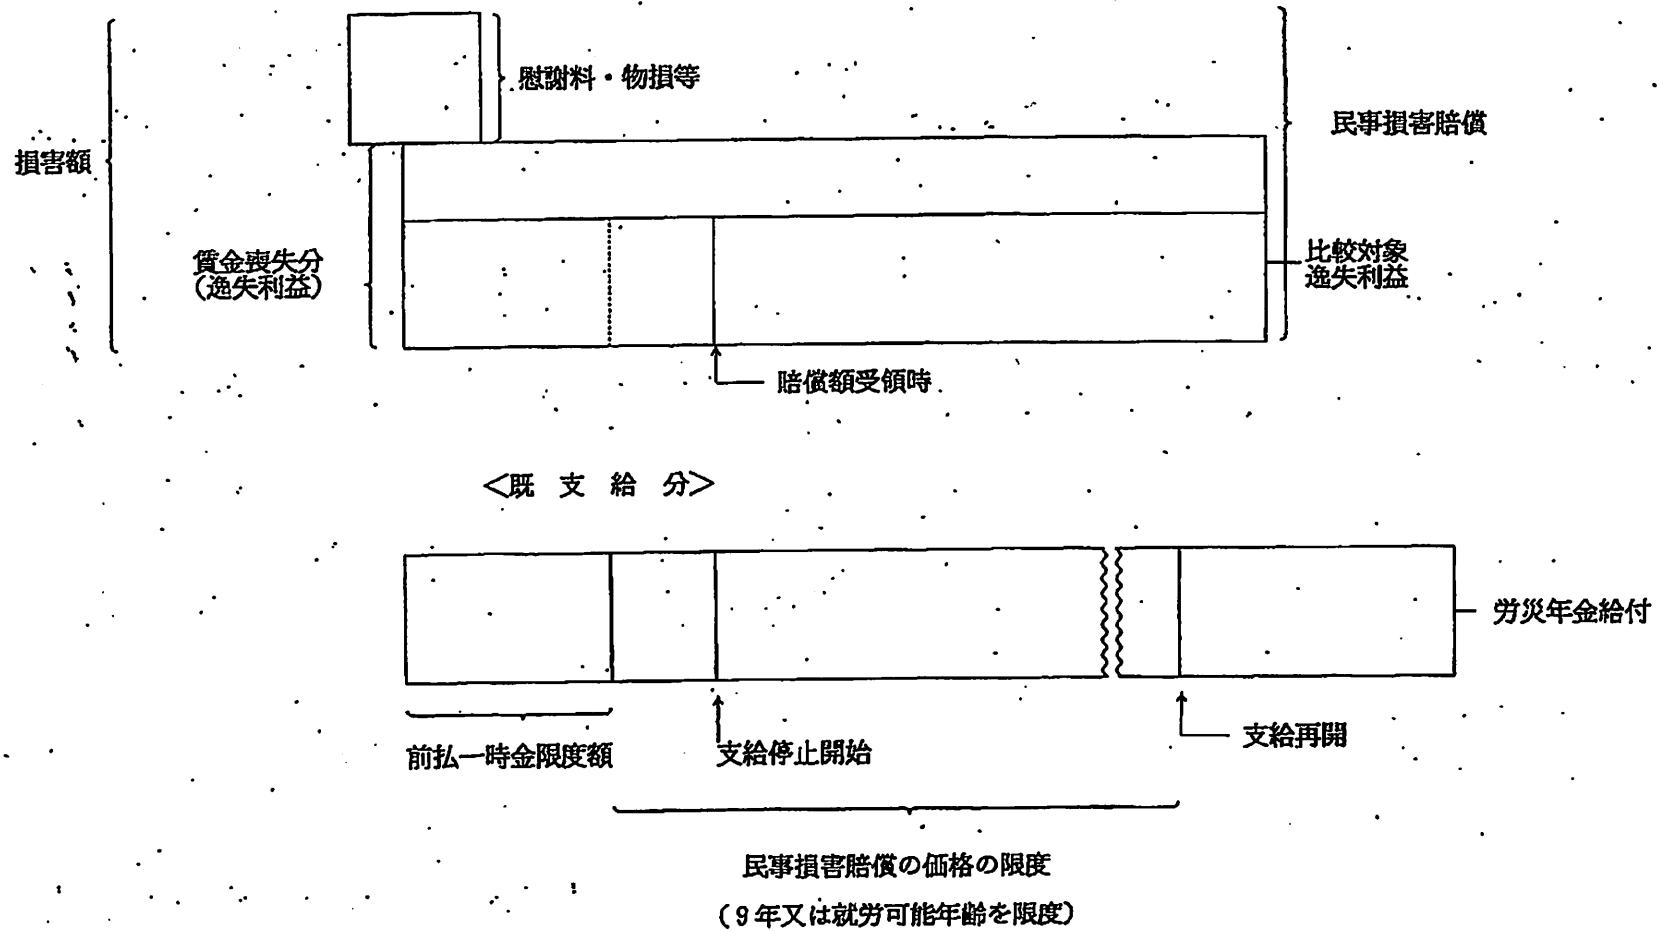 慰謝料・物損等
民事損害賠償
損害額
賃金喪失分
(逸失利益)
比較対象
逸失利益
賠償額受領時
<既支給分>
労災年金給付
前払一時金限度額
支給停止開始
支給再開
民事損害賠償の価格の限度
(9年又は就労可能年齢を限度)